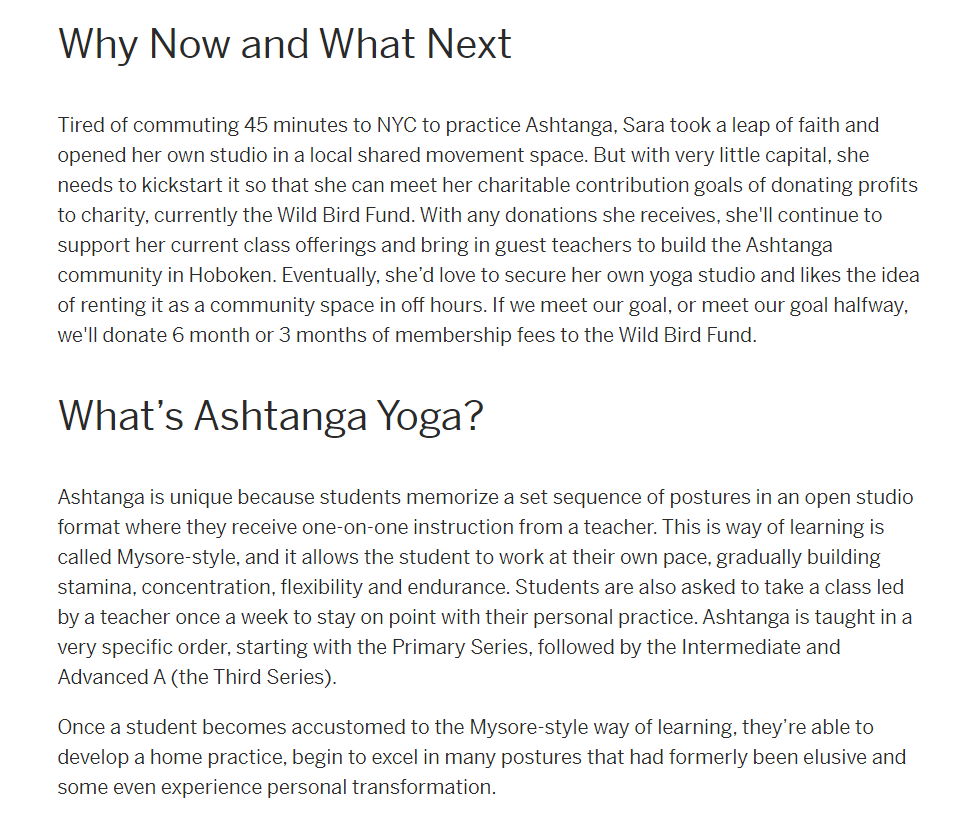 Why Now and What Next
Tired of commuting 45 minutes to NYC to practice Ashtanga, Sara took a leap of faith and
opened her own studio in a local shared movement space. But with very little capital, she
needs to kickstart it so that she can meet her charitable contribution goals of donating profits
to charity, currently the Wild Bird Fund. With any donations she receives, she'll continue to
support her current class offerings and bring in guest teachers to build the Ashtanga
community in Hoboken. Eventually, she’d love to secure her own yoga studio and likes the idea
of renting it as a community space in off hours. If we meet our goal, or meet our goal halfway,
we'll donate 6 month or 3 months of membership fees to the Wild Bird Fund.
What’s Ashtanga Yoga?
Ashtanga is unique because students memorize a set sequence of postures in an open studio
format where they receive one-on-one instruction from a teacher. This is way of learning is
called Mysore-style, and it allows the student to work at their own pace, gradually building
stamina, concentration, flexibility and endurance. Students are also asked to take a class led
by a teacher once a week to stay on point with their personal practice. Ashtanga is taught in a
very specific order, starting with the Primary Series, followed by the Intermediate and
Advanced A (the Third Series).
Once a student becomes accustomed to the Mysore-style way of learning, they’re able to
develop a home practice, begin to excel in many postures that had formerly been elusive and
some even experience personal transformation.